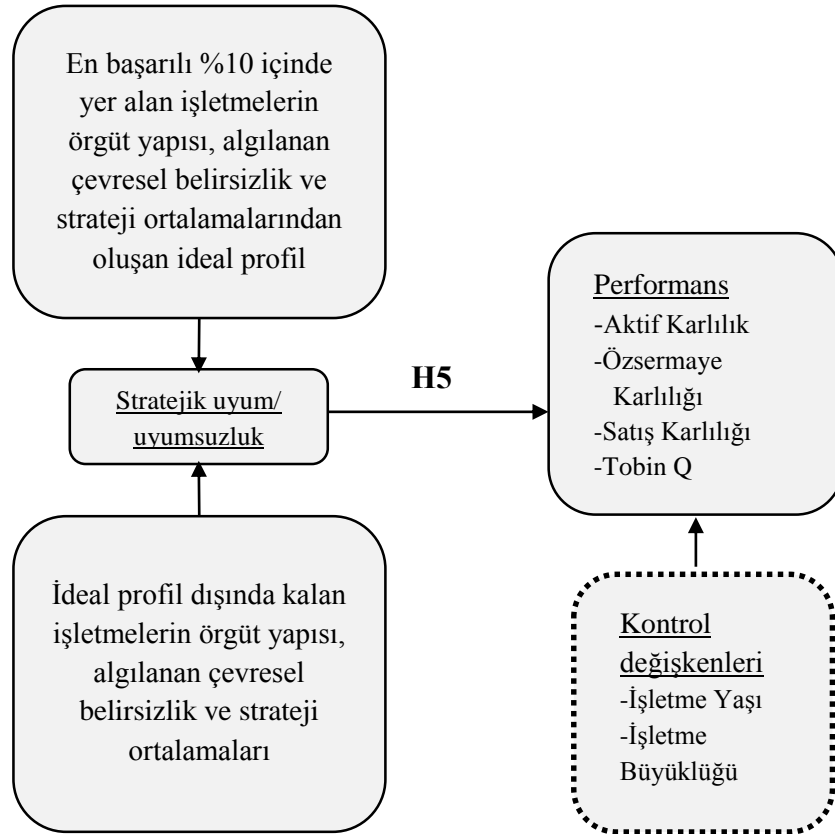 En başarılı %10 içinde
yer alan işletmelerin
örgüt yapısı, algılanan
çevresel belirsizlik ve
strateji ortalamalarından
oluşan ideal profil
Stratejik uyum/
uyumsuzluk
İdeal profil dışında kalan
işletmelerin örgüt yapısı,
algılanan çevresel
belirsizlik ve strateji
ortalamaları
H5
Performans
-Aktif Karlılık
-Özsermaye
Karlılığı
-Satış Karlılığı
-Tobin Q
Kontrol
değişkenleri
-İşletme Yaşı
-İşletme
Büyüklüğü